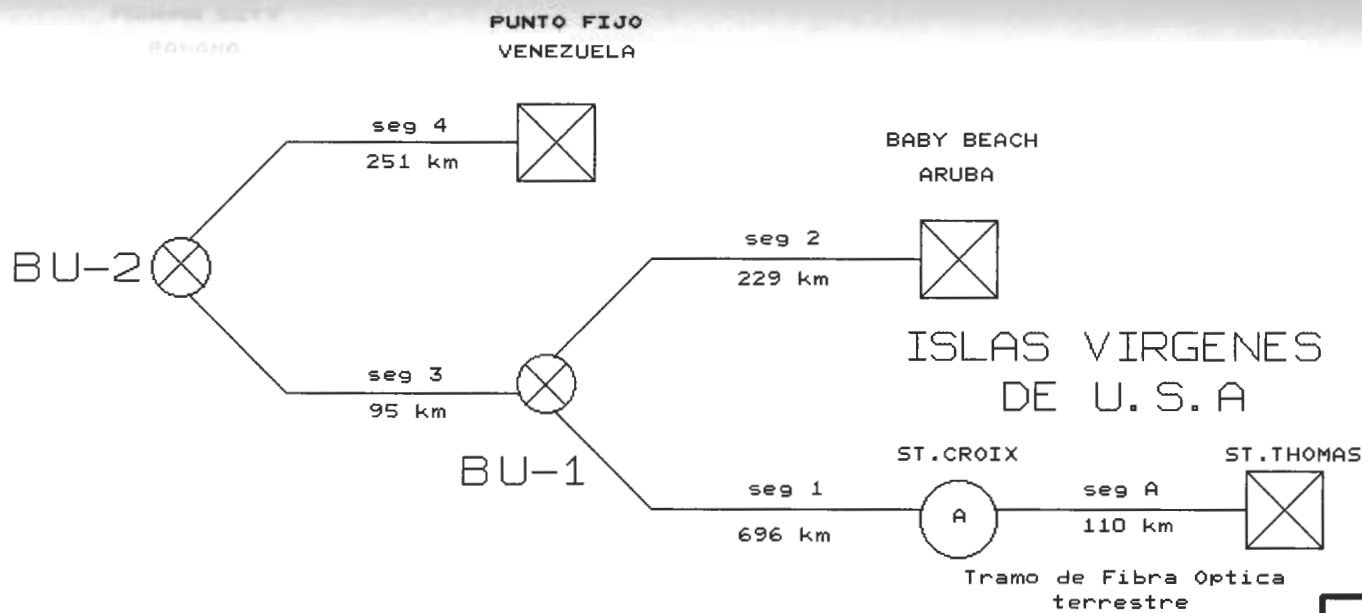 PUNTO FIJO
VENEZUELA
seg 4
251 km
BABY BEACH
ARUBA
BU-2
seg 2
229 km
ISLAS VIRGENES
DE U.S.A
seg 3
95 km
BU-1
ST.CROIX
ST.THOMAS
seg 1
696 km
A
seg A
110 km
Tramo de Fibra Optica
terrestre